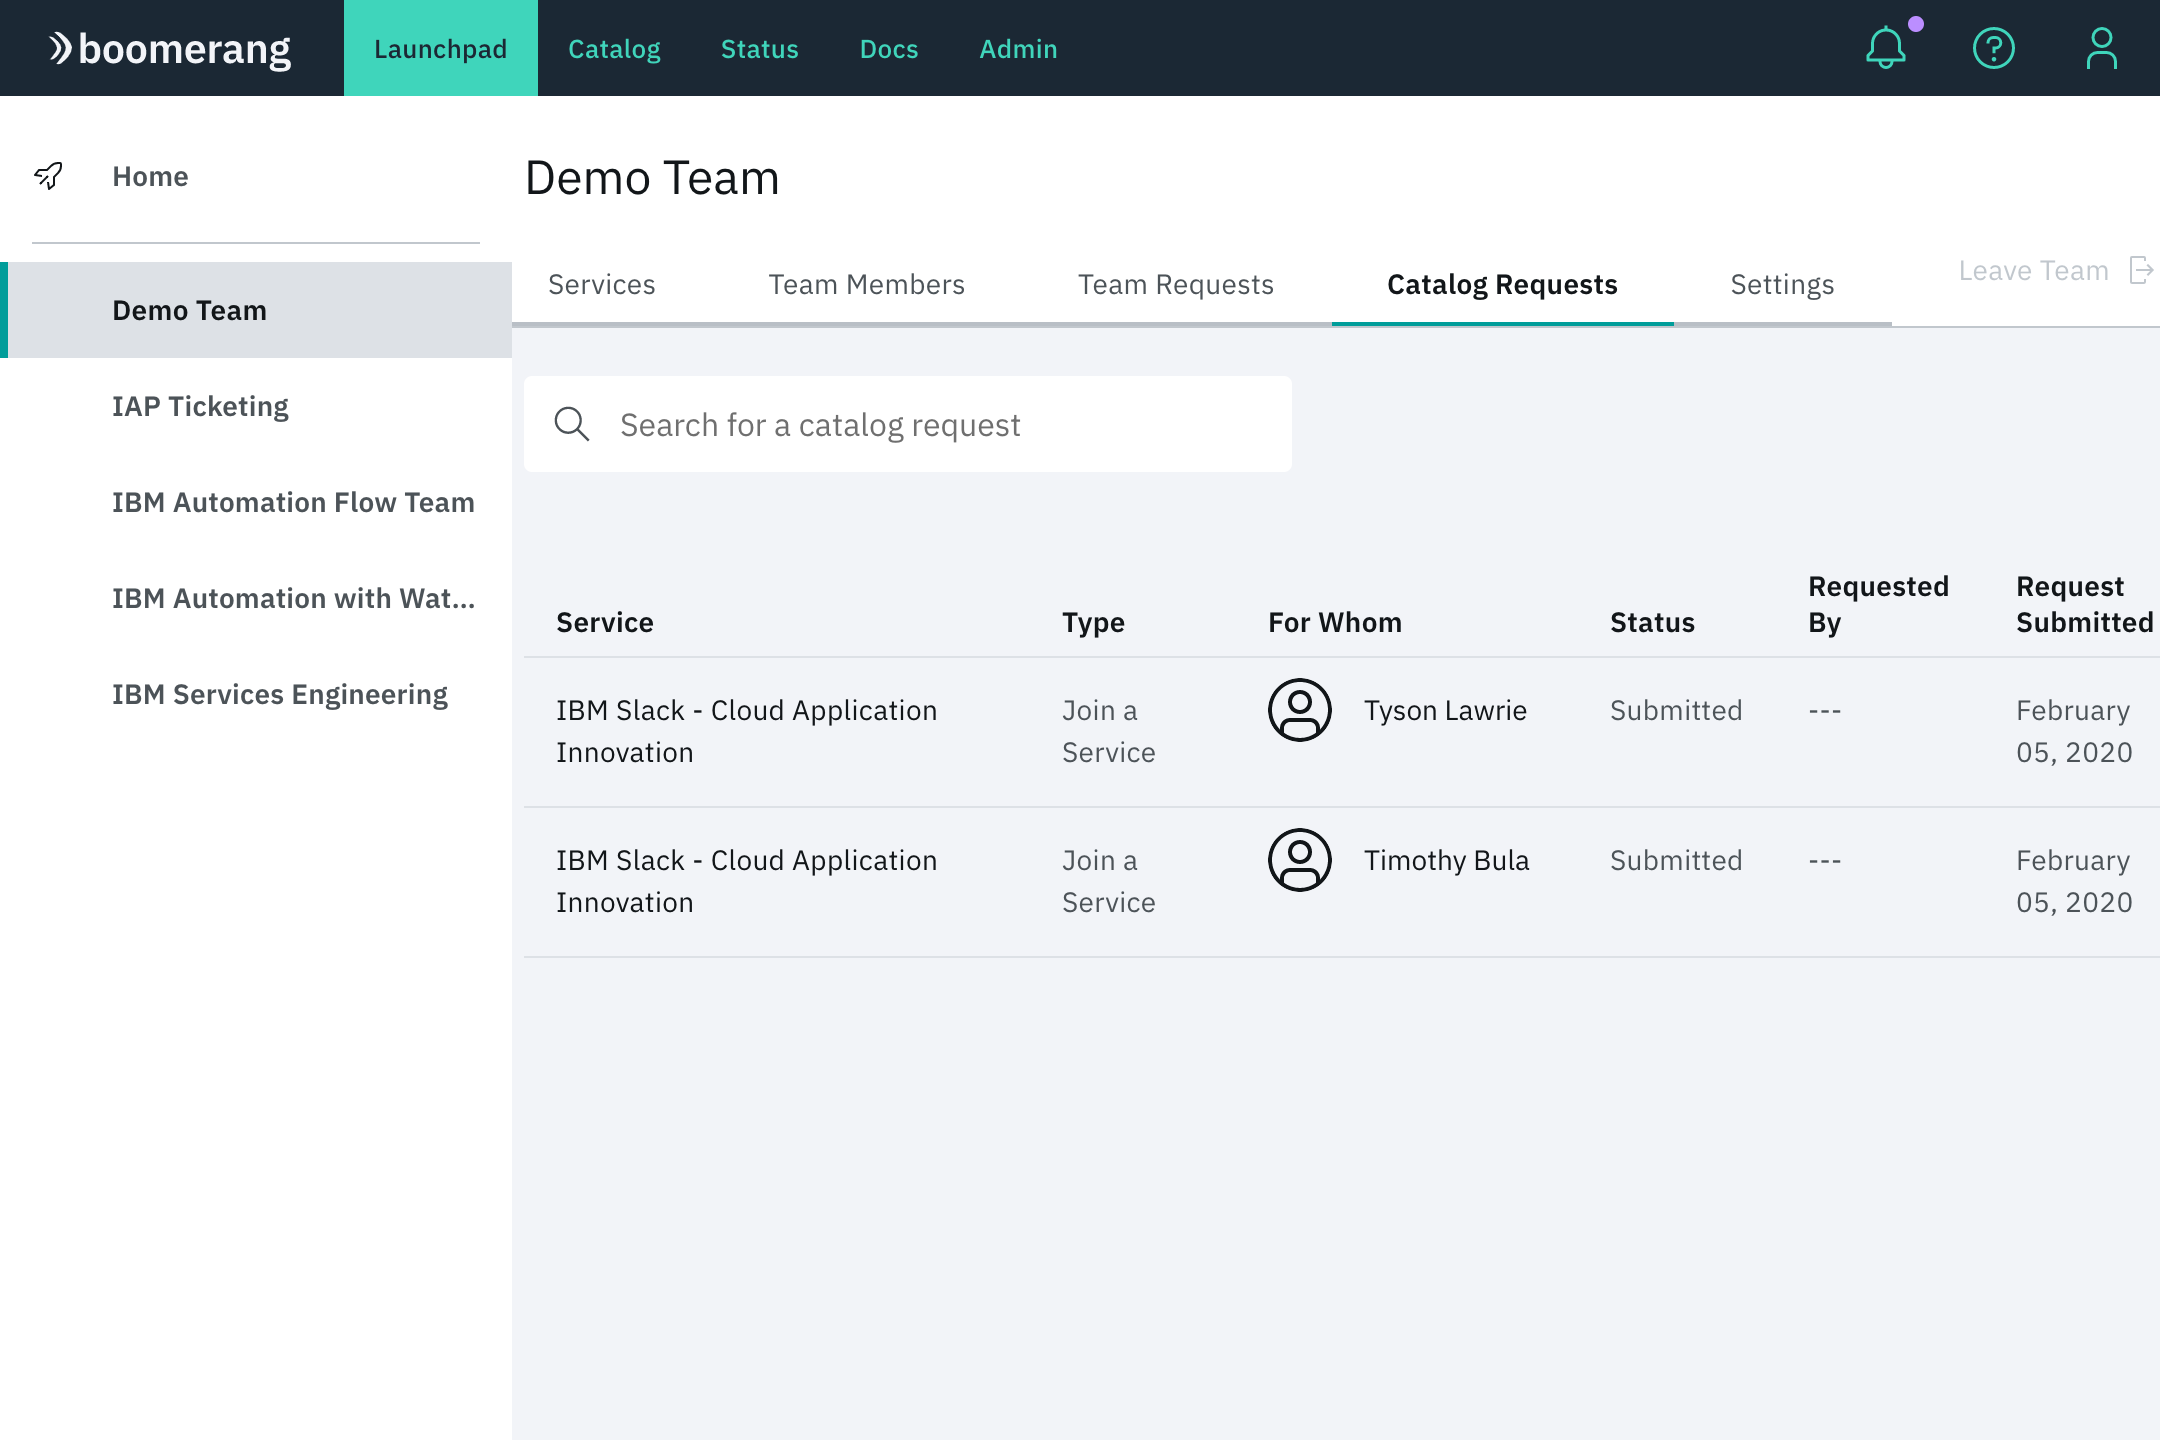 boomerang
Launchpad
Catalog
Status
Docs
Admin
Home
Demo Team
IAP Ticketing
IBM Automation Flow Team
IBM Automation with Wat...
IBM Services Engineering
Demo Team
Services
Team Members
Team Requests
Catalog Requests
Settings
Leave Team
Search for a catalog request
Service
Type
For Whom
Status
Requested
By
Request
Submitted
IBM Slack - Cloud Application
Innovation
Join a
Service
Tyson Lawrie
Submitted
---
February
05, 2020
IBM Slack - Cloud Application
Innovation
Join a
Service
Timothy Bula
Submitted
---
February
05, 2020